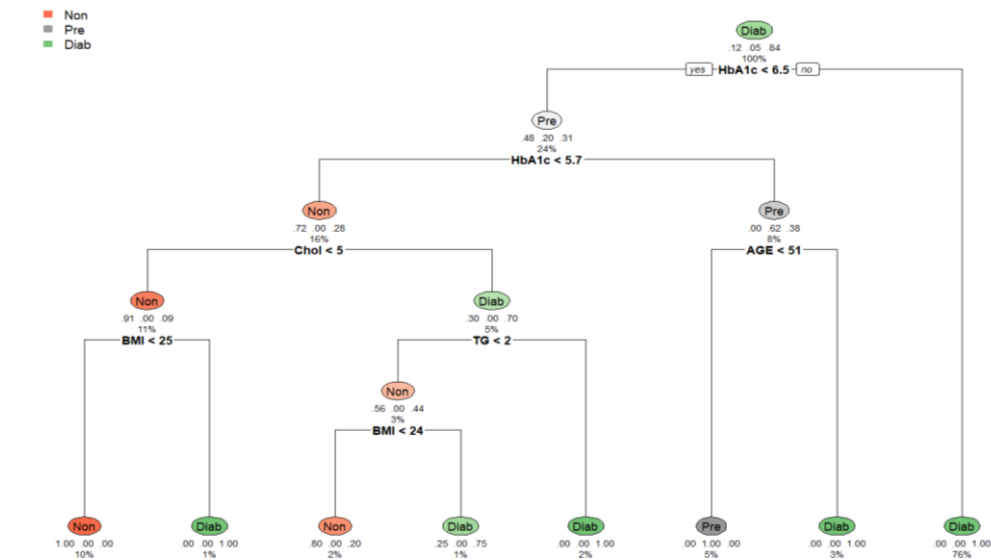 Non
Pre
Diab
Diab
.12 .05 .84
100%
yes HbA1c < 6.5 no
Pre
.48 .20 .31
24%
HbA1c < 5.7
Non Pre
.72 .00 .28 .00 .62 .38
16% 8%
Chol < 5 AGE < 51
Non Diab
.91 .00 .09 .30 .00 .70
11% 5%
BMI < 25 TG < 2
Non
.56 .00 .44
3%
BMI < 24
Non Diab Non Diab Diab Pre Diab Diab
1.00 .00 .00 .00 .00 1.00 .80 .00 .20 .25 .00 .75 .00 .00 1.00 .00 1.00 .00 .00 .00 1.00 .00 .00 1.00
10% 1% 2% 1% 2% 5% 3% 76%